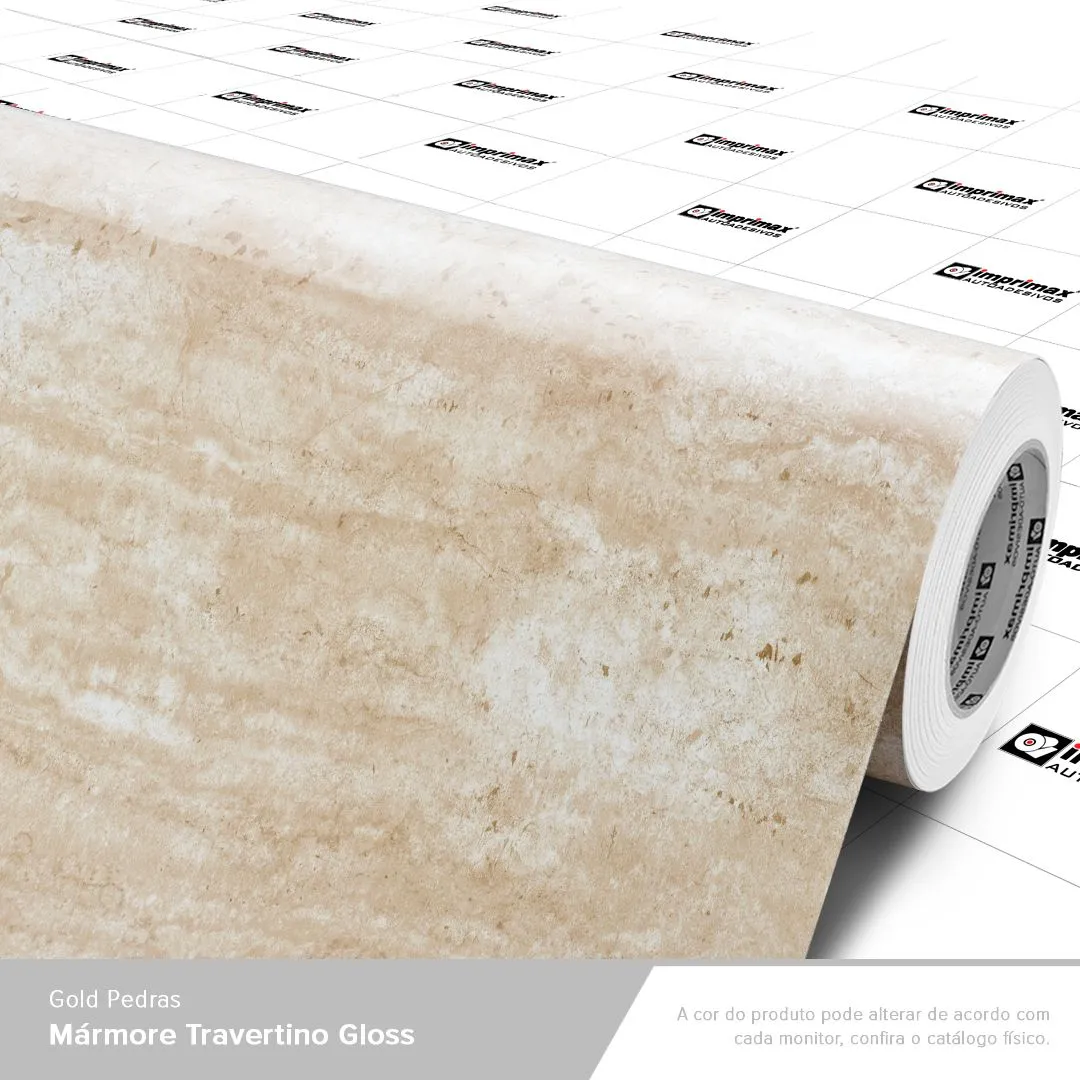 imprimax
AUTOADESIVOS
Gold Pedras
Mármore Travertino Gloss
A cor do produto pode alterar de acordo com
cada monitor, confira o catálogo físico.